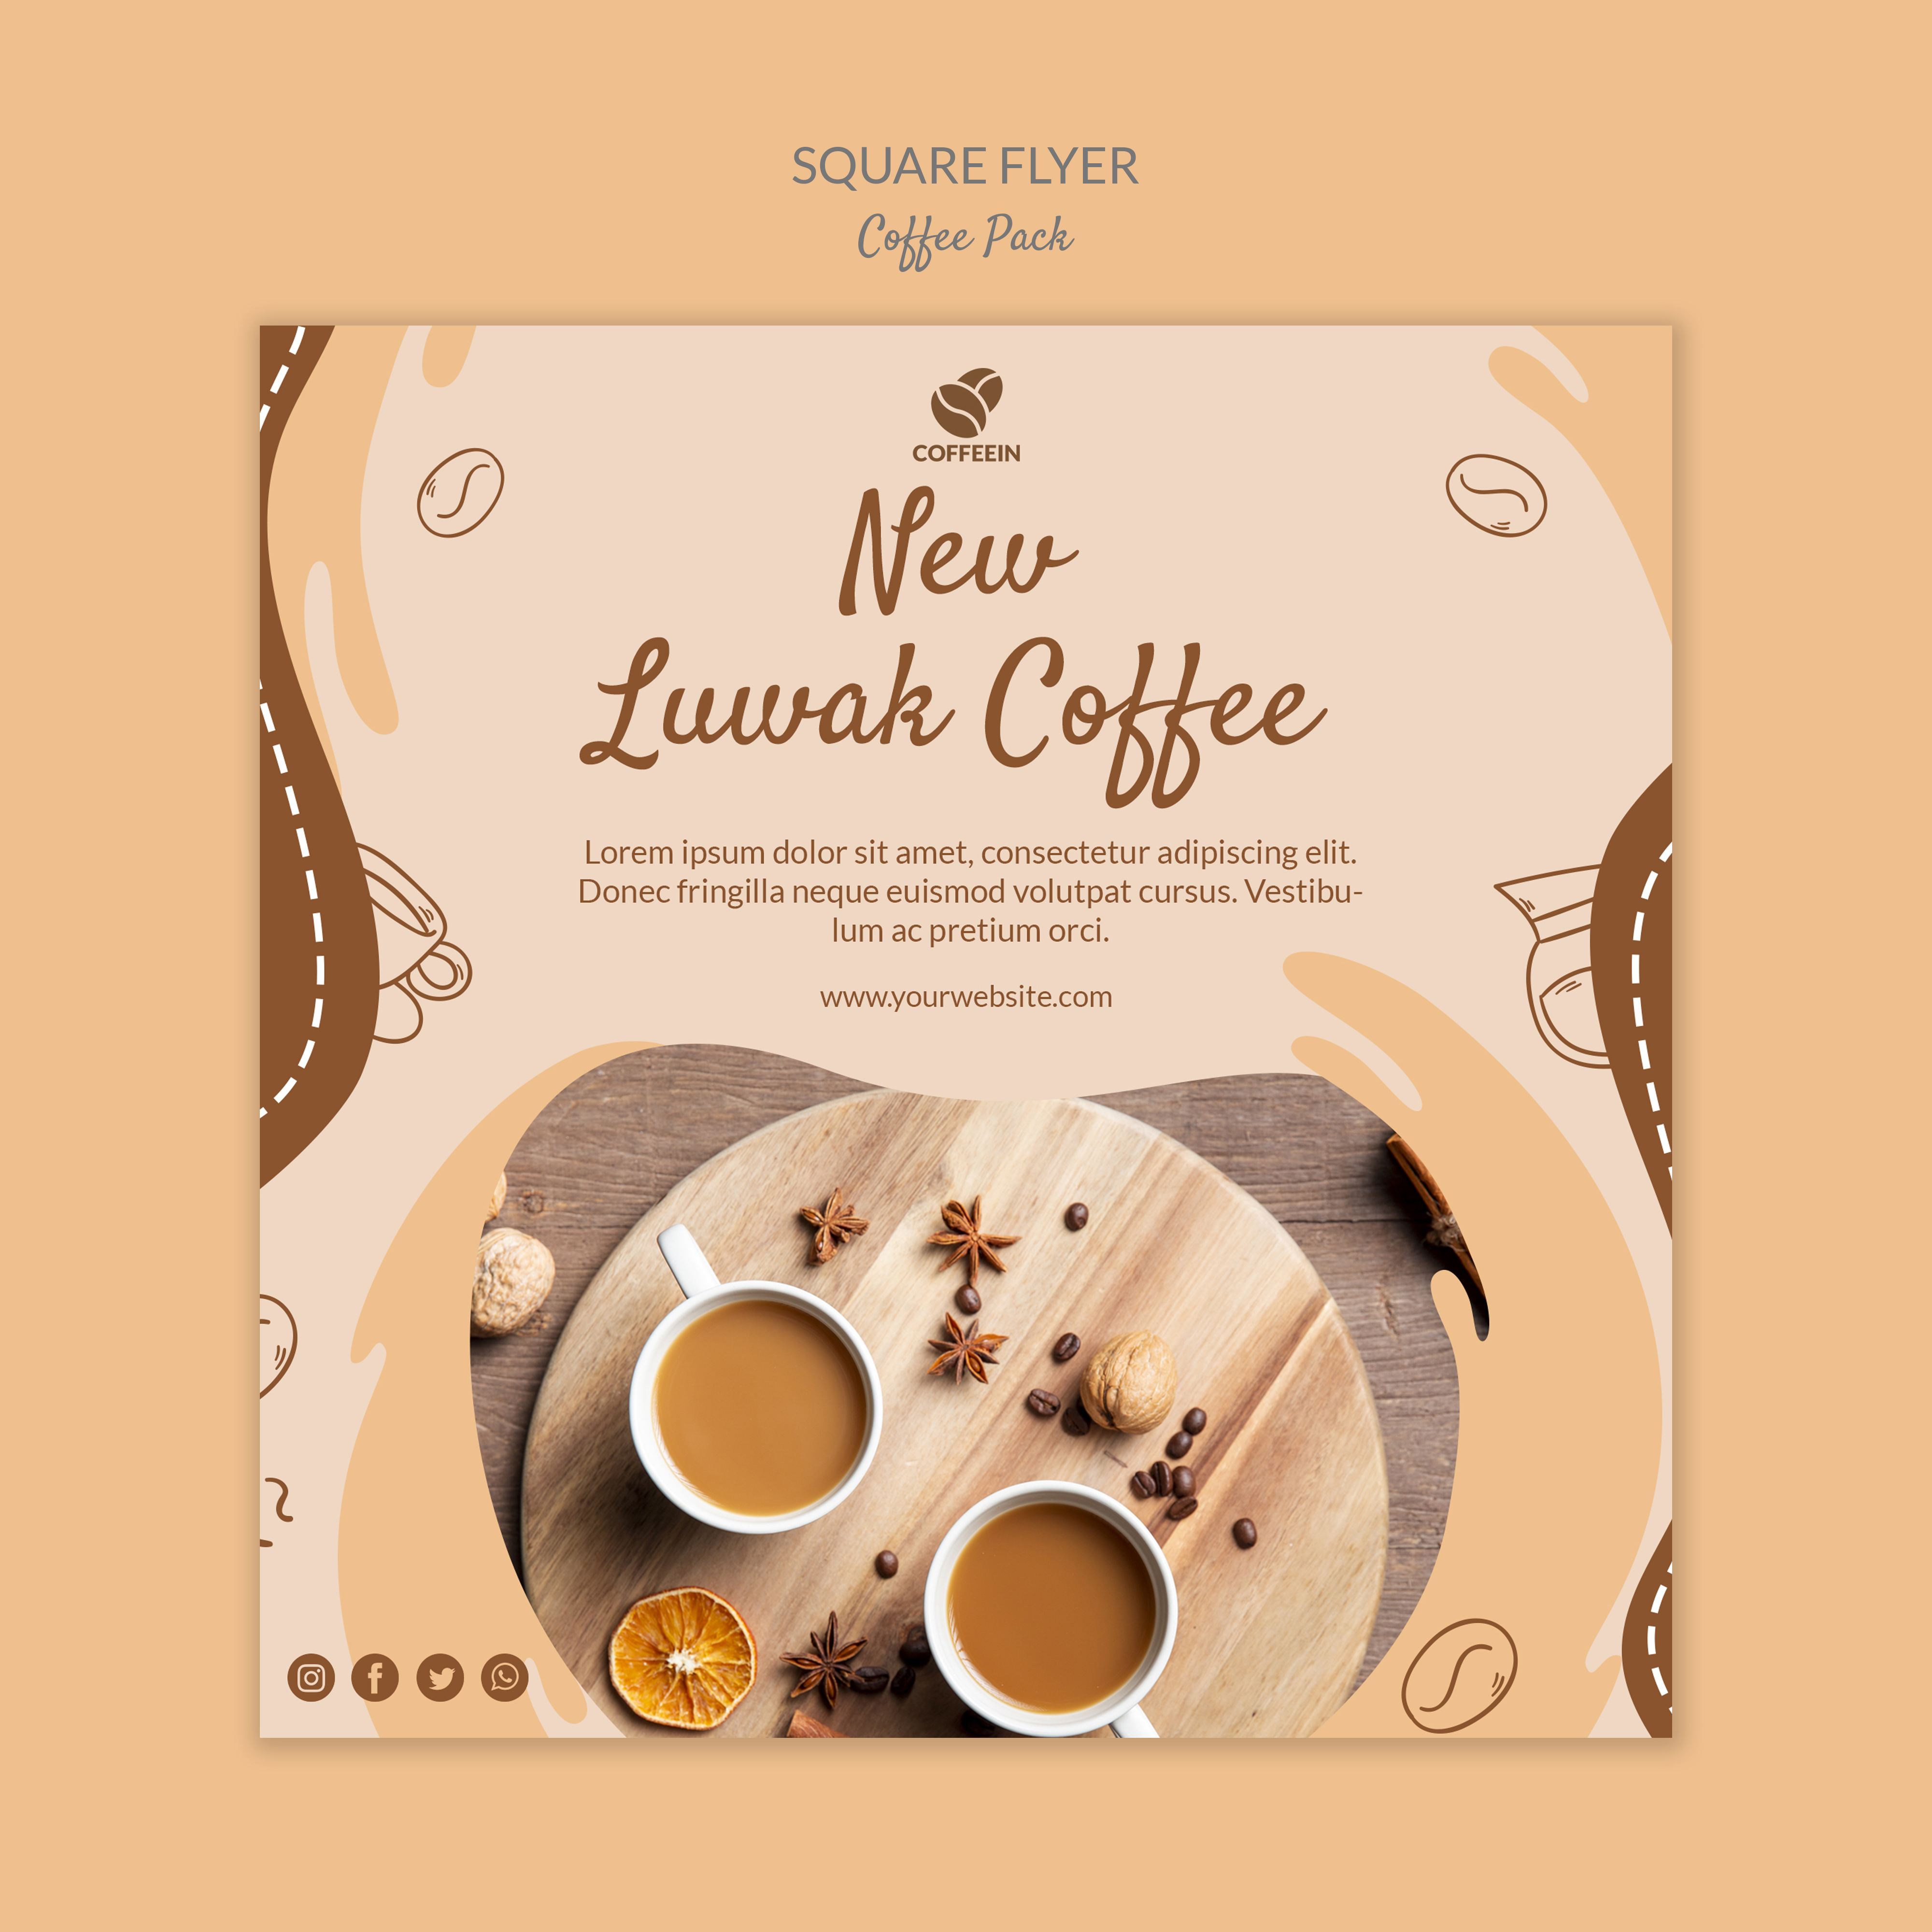 SQUARE FLYER
Coffee Pack
COFFEEIN
New
Luwak Coffee
Lorem ipsum dolor sit amet, consectetur adipiscing elit.
Donec fringilla neque euismod volutpat cursus. Vestibu-
lum ac pretium orci.
www.yourwebsite.com